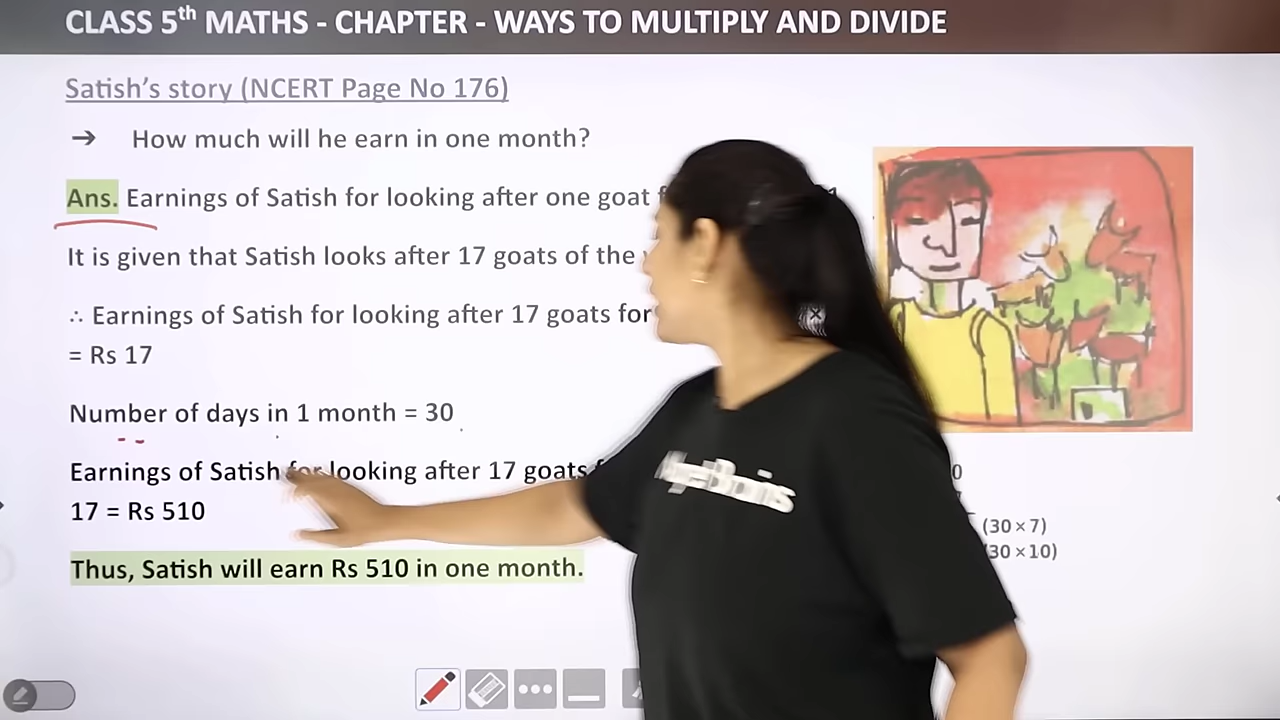 CLASS 5th MATHS - CHAPTER - WAYS TO MULTIPLY AND DIVIDE
Satish's story (NCERT Page No 176)
→ How much will he earn in one month?
Ans. Earnings of Satish for looking after one goat
It is given that Satish looks after 17 goats of the
∴ Earnings of Satish for looking after 17 goats for ×
= Rs 17
Number of days in 1 month = 30
Earnings of Satish for looking after 17 goats
17 = Rs 510
(30 × 7)
(30 × 10)
Thus, Satish will earn Rs 510 in one month.